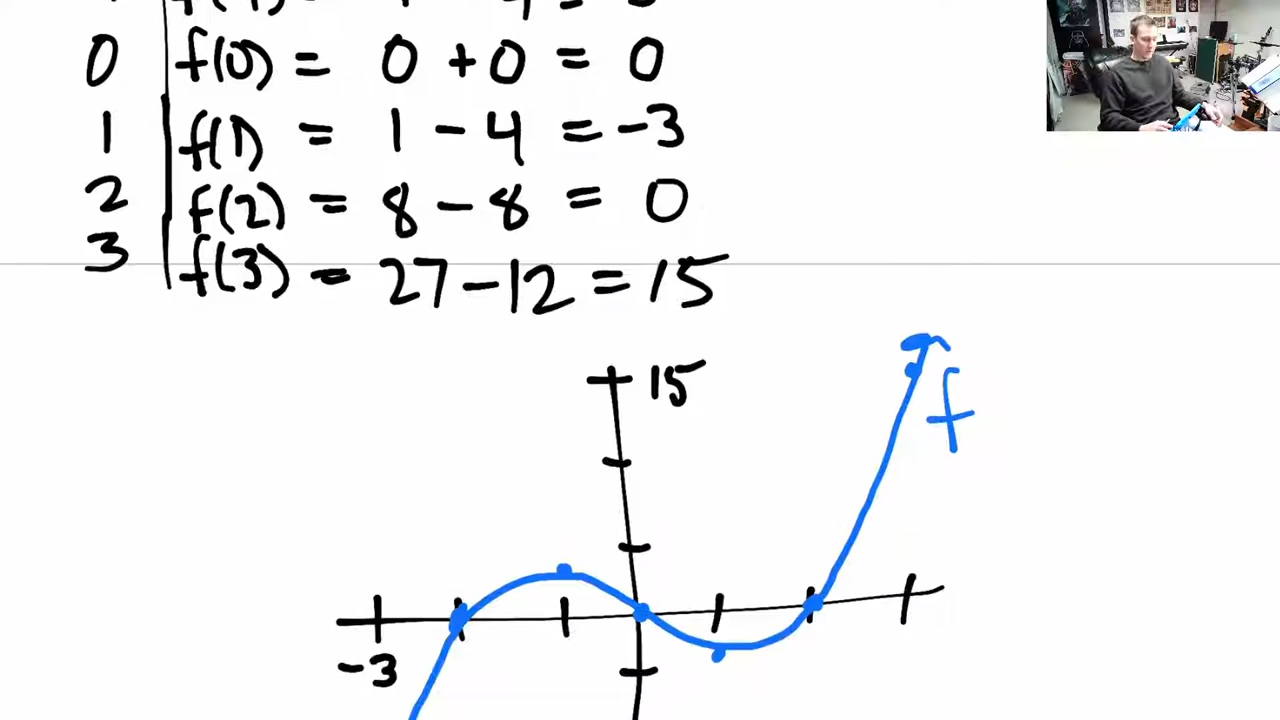 0 f(0) = 0 + 0 = 0
1 f(1) = 1 - 4 = -3
2 f(2) = 8 - 8 = 0
3 f(3) = 27 - 12 = 15
15
f
-3